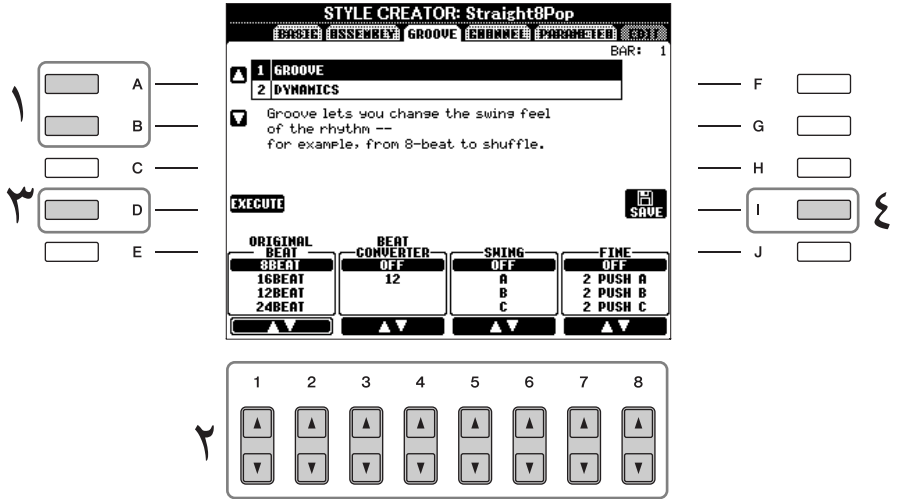 STYLE CREATOR: Straight8Pop
BASIC ASSEMBLY GROOVE CHANNEL PARAMETER EDIT
BAR: 1
1 GROOVE
2 DYNAMICS
Groove lets you change the swing feel
of the rhythm --
for example, from 8-beat to shuffle.
EXECUTE
SAVE
ORIGINAL BEAT
8BEAT
16BEAT
12BEAT
24BEAT
BEAT CONVERTER
OFF
12
SWING
OFF
A
B
C
FINE
OFF
2 PUSH A
2 PUSH B
2 PUSH C
A
B
C
D
E
F
G
H
I
J
١
٣
٤
1 2 3 4 5 6 7 8
٢